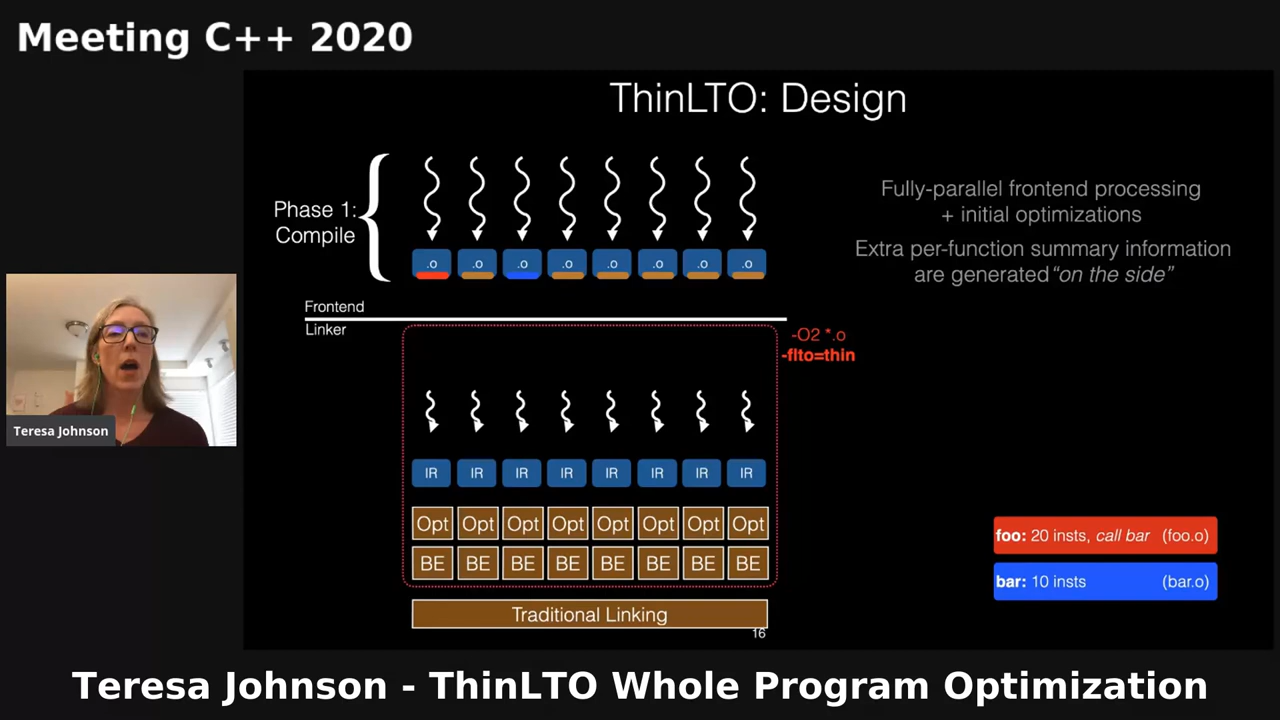 Meeting C++ 2020
ThinLTO: Design
Phase 1:
Compile
.o .o .o .o .o .o .o .o
Fully-parallel frontend processing
+ initial optimizations
Extra per-function summary information
are generated “on the side”
Frontend
Linker
-O2 *.o
-flto=thin
Teresa Johnson
IR IR IR IR IR IR IR IR
Opt Opt Opt Opt Opt Opt Opt Opt
BE BE BE BE BE BE BE BE
foo: 20 insts, call bar (foo.o)
bar: 10 insts (bar.o)
Traditional Linking
16
Teresa Johnson - ThinLTO Whole Program Optimization